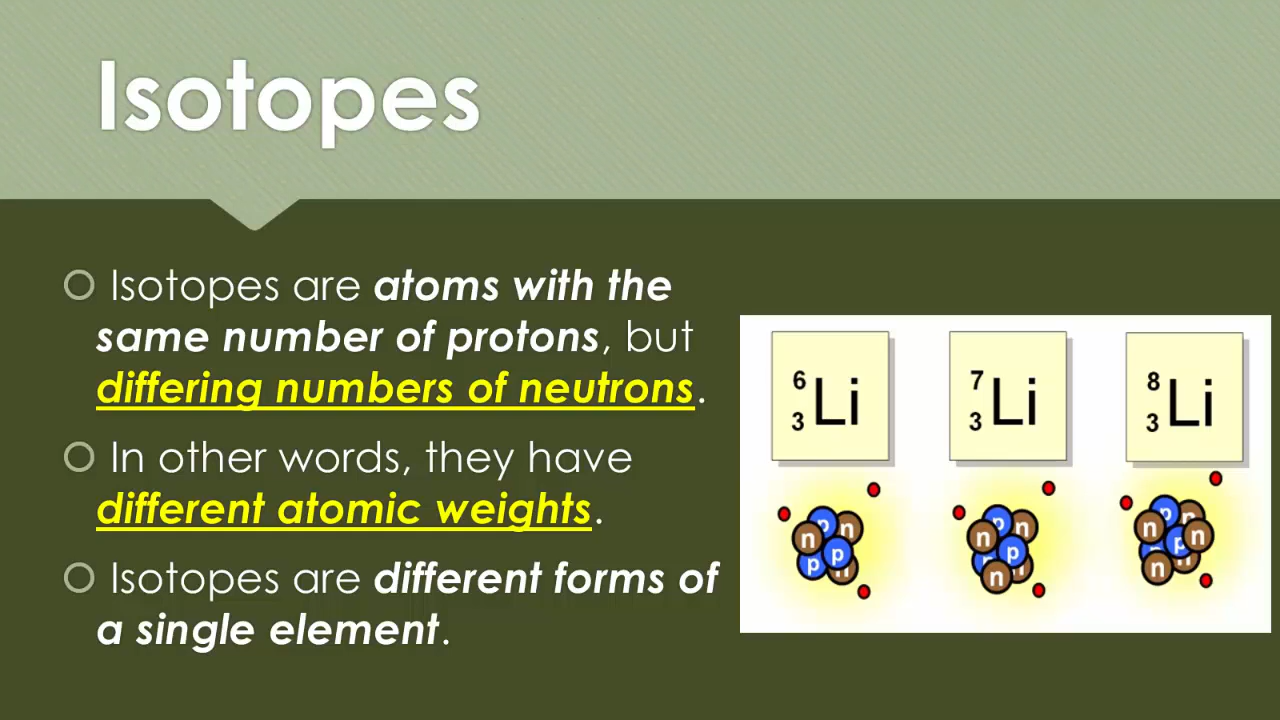 Isotopes
Isotopes are atoms with the
same number of protons, but
differing numbers of neutrons.
In other words, they have
different atomic weights.
Isotopes are different forms of
a single element.
6
3 Li
7
3 Li
8
3 Li
p n
n p
p n
p n
n p
p n
n
p n
n p n
p n
n